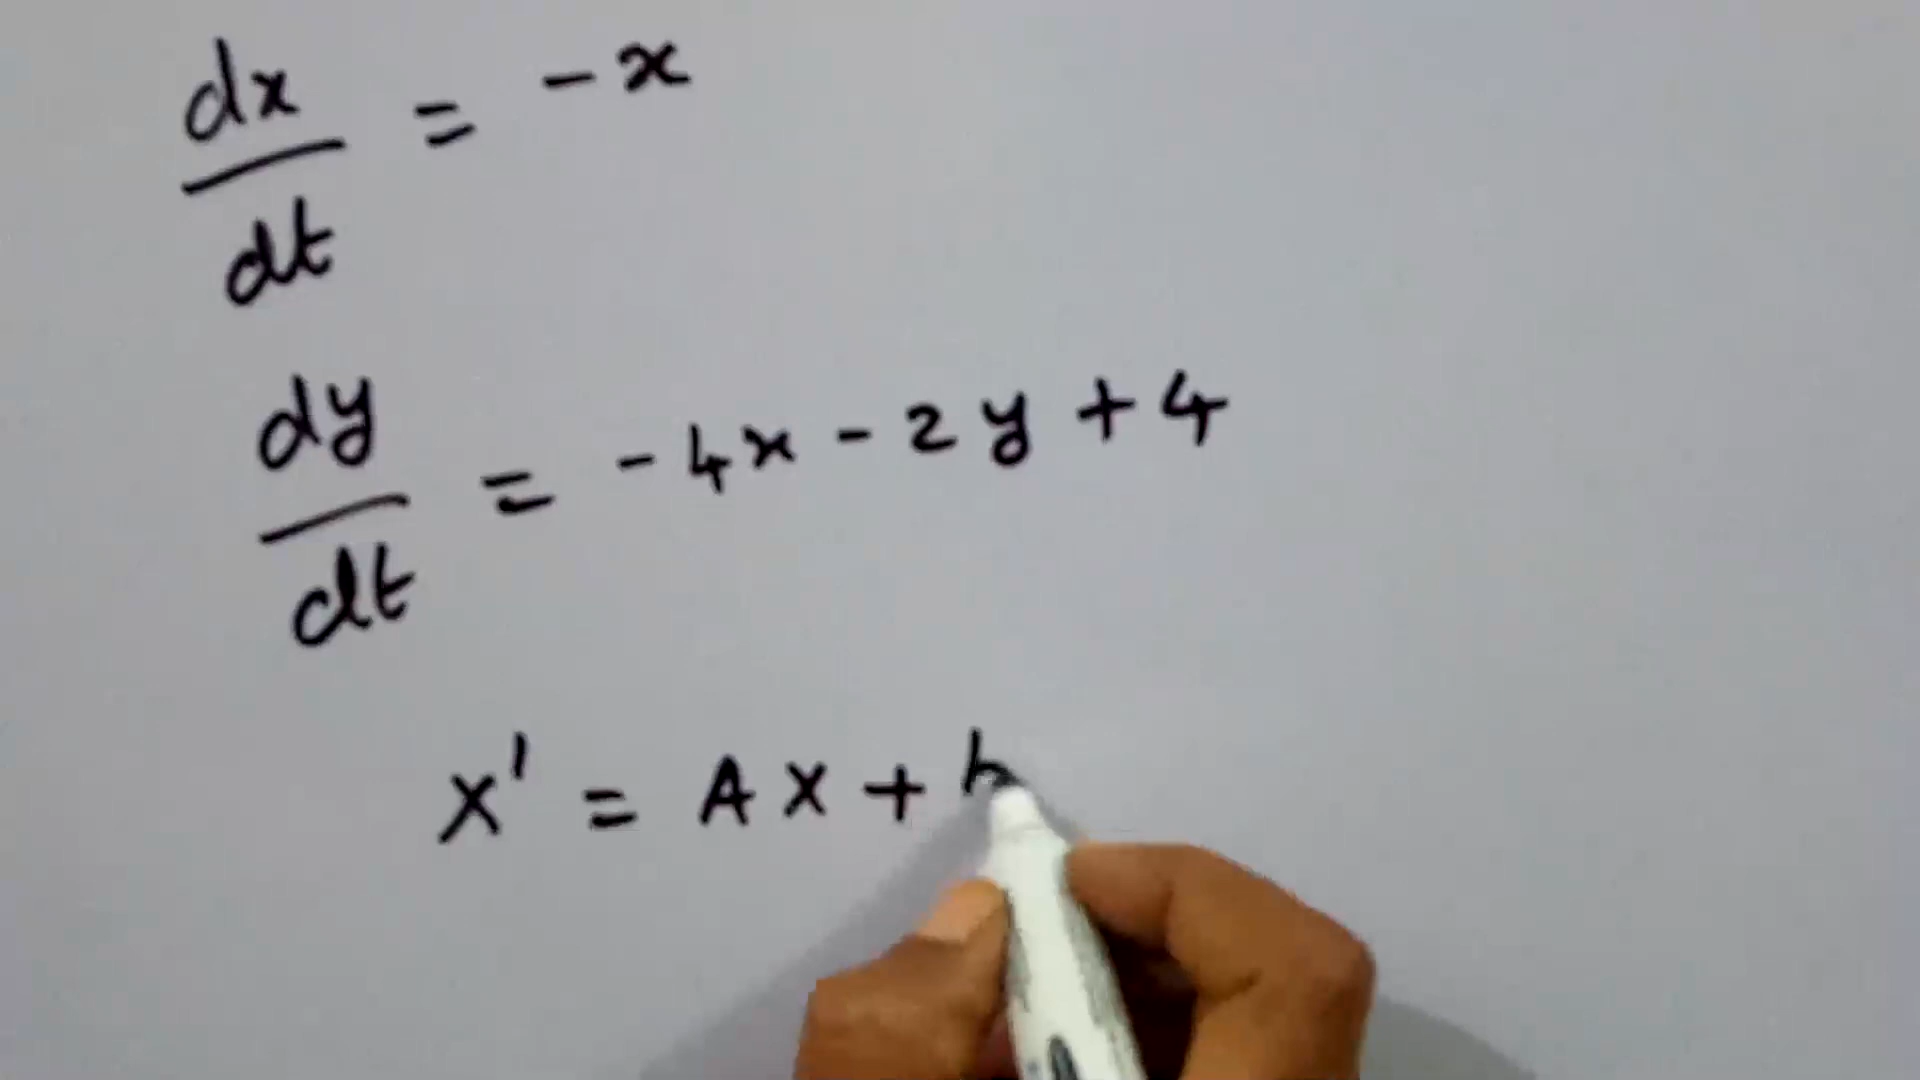 dx/dt = -x
dy/dt = -4x - 2y + 4
x' = Ax + b